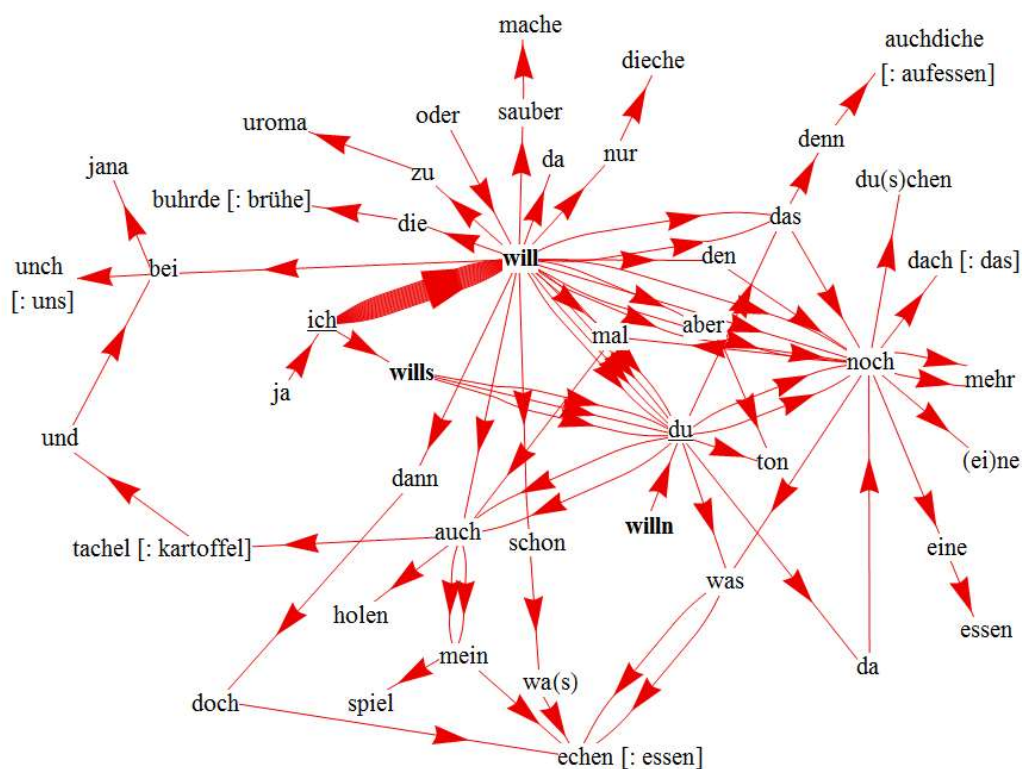 mache
auchdiche
[: aufessen]
dieche
oder
sauber
uroma
denn
jana
zu
da
nur
du(s)chen
buhrde [: brühe]
die
das
unch
[: uns]
bei
will
den
dach [: das]
ich
mal
aber
noch
wills
mehr
ja
und
du
dann
ton
(ei)ne
willn
tachel [: kartoffel]
auch
schon
eine
was
holen
essen
mein
da
doch
spiel
wa(s)
echen [: essen]